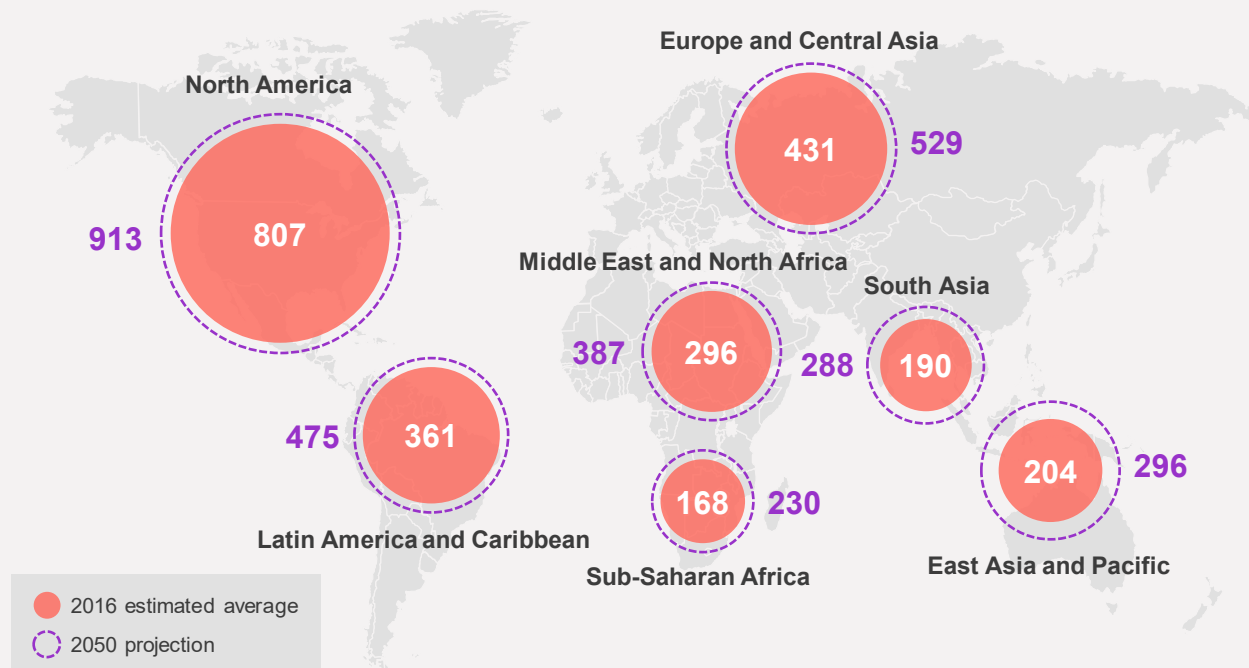 Europe and Central Asia
North America
431
529
913
807
Middle East and North Africa
South Asia
387
296
288
190
475
361
204
296
168
230
Latin America and Caribbean
East Asia and Pacific
Sub-Saharan Africa
2016 estimated average
2050 projection